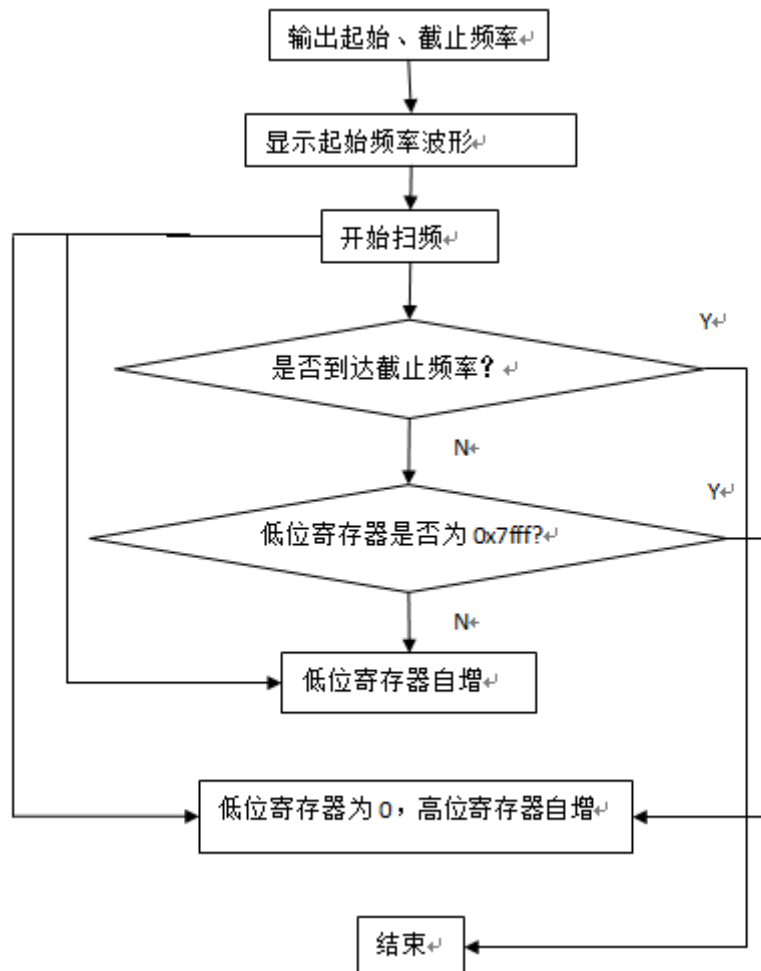 输出起始、截止频率↵
显示起始频率波形↵
开始扫频↵
Y↵
是否到达截止频率？↵
N↵
Y↵
低位寄存器是否为 0x7fff?↵
N↵
低位寄存器自增↵
低位寄存器为 0，高位寄存器自增↵
结束↵